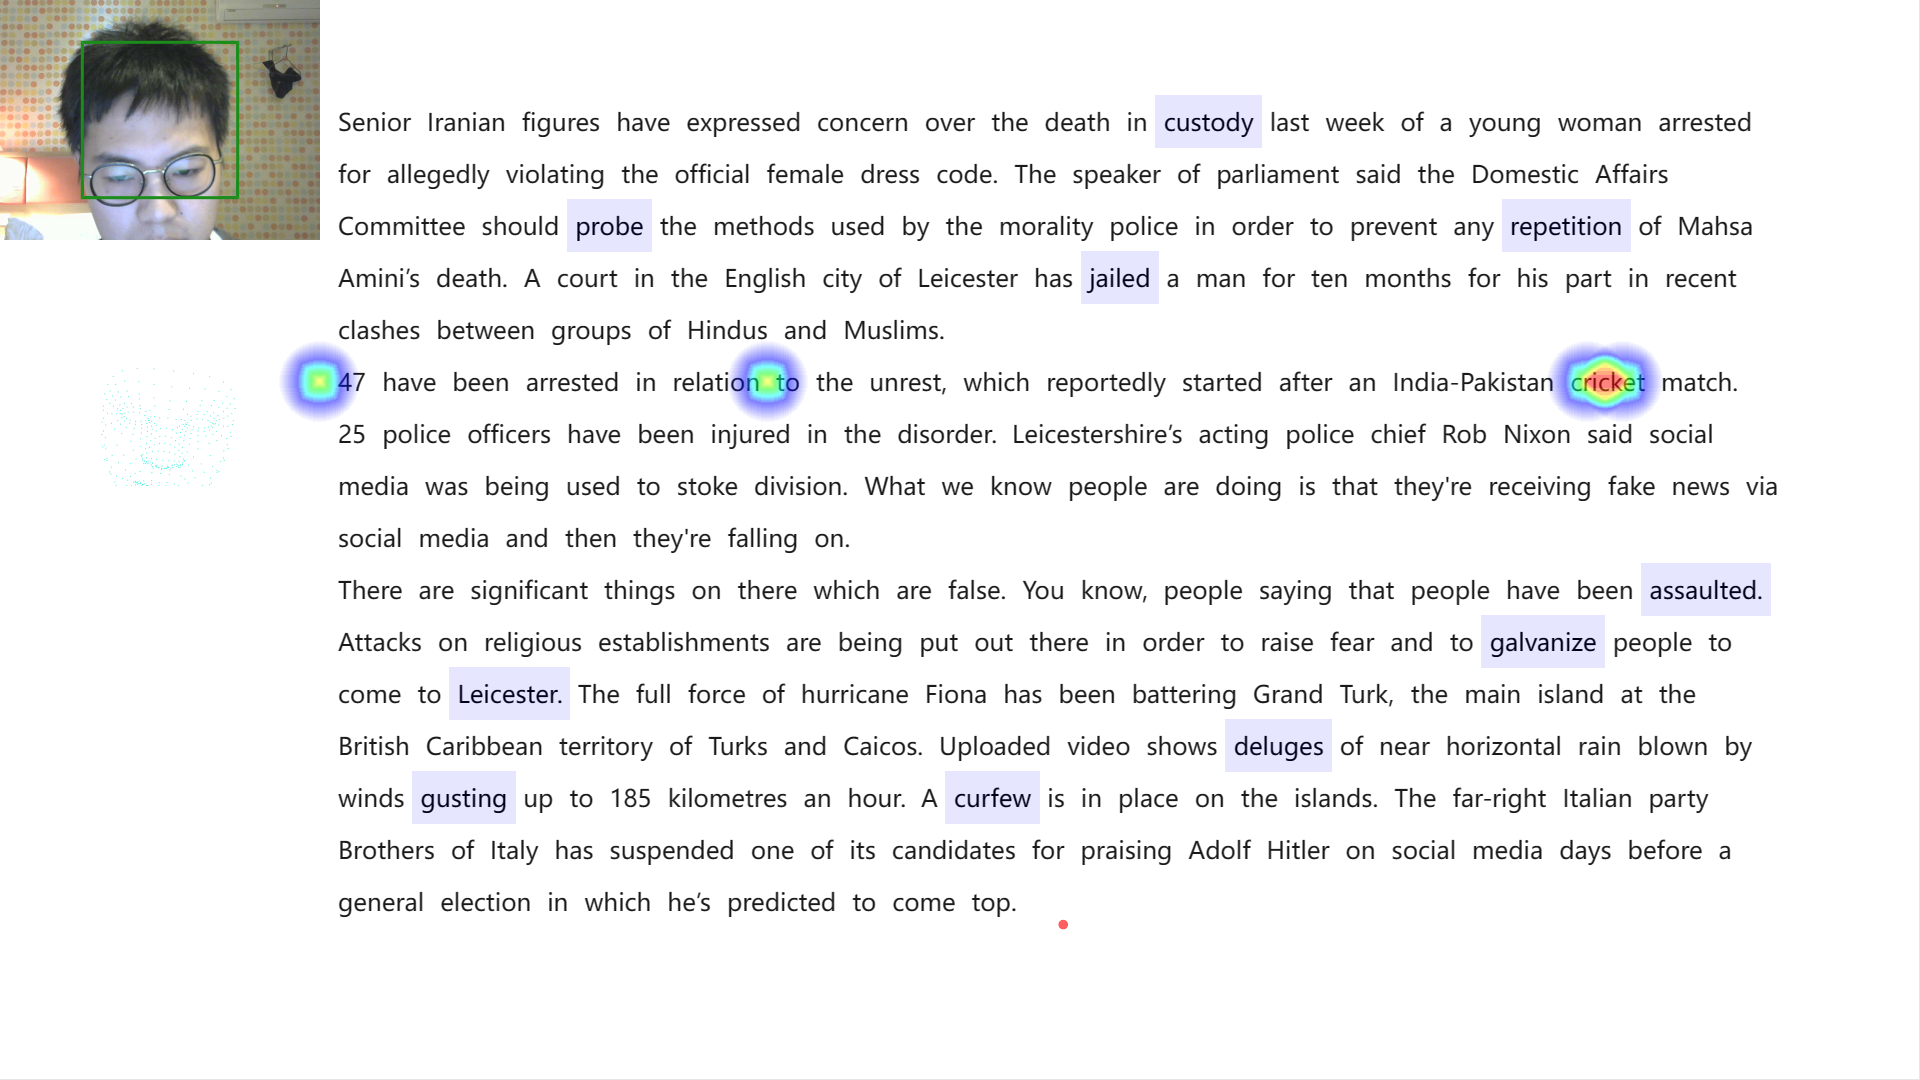 Senior Iranian figures have expressed concern over the death in custody last week of a young woman arrested
for allegedly violating the official female dress code. The speaker of parliament said the Domestic Affairs
Committee should probe the methods used by the morality police in order to prevent any repetition of Mahsa
Amini’s death. A court in the English city of Leicester has jailed a man for ten months for his part in recent
clashes between groups of Hindus and Muslims.
47 have been arrested in relation to the unrest, which reportedly started after an India-Pakistan cricket match.
25 police officers have been injured in the disorder. Leicestershire’s acting police chief Rob Nixon said social
media was being used to stoke division. What we know people are doing is that they're receiving fake news via
social media and then they're falling on.
There are significant things on there which are false. You know, people saying that people have been assaulted.
Attacks on religious establishments are being put out there in order to raise fear and to galvanize people to
come to Leicester. The full force of hurricane Fiona has been battering Grand Turk, the main island at the
British Caribbean territory of Turks and Caicos. Uploaded video shows deluges of near horizontal rain blown by
winds gusting up to 185 kilometres an hour. A curfew is in place on the islands. The far-right Italian party
Brothers of Italy has suspended one of its candidates for praising Adolf Hitler on social media days before a
general election in which he’s predicted to come top.